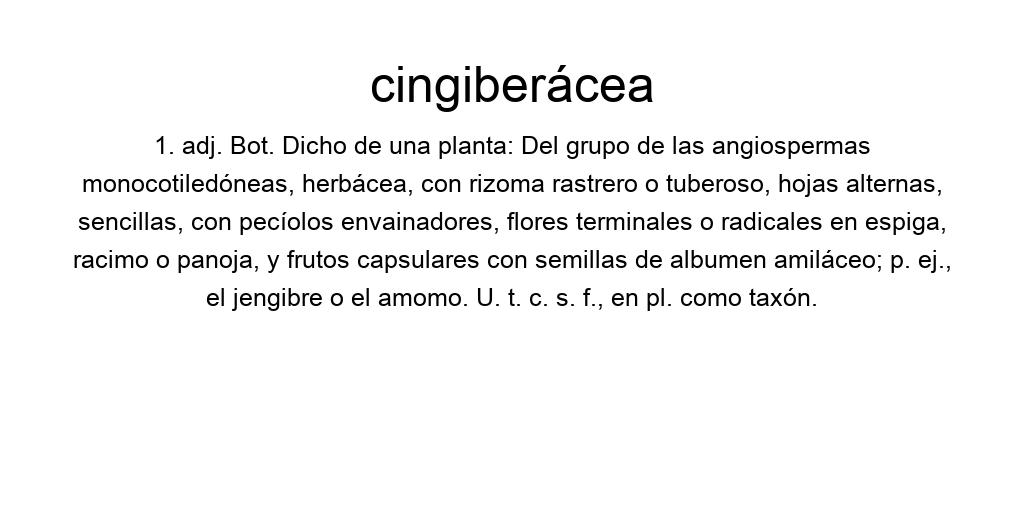 cingiberácea
1. adj. Bot. Dicho de una planta: Del grupo de las angiospermas
monocotiledóneas, herbácea, con rizoma rastrero o tuberoso, hojas alternas,
sencillas, con pecíolos envainadores, flores terminales o radicales en espiga,
racimo o panoja, y frutos capsulares con semillas de albumen amiláceo; p. ej.,
el jengibre o el amomo. U. t. c. s. f., en pl. como taxón.